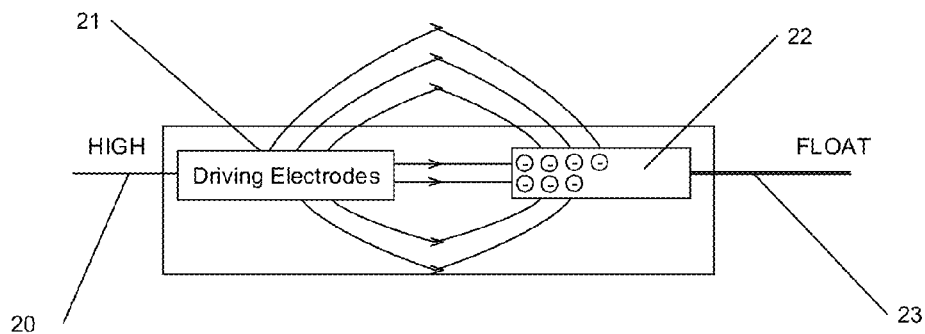 21
22
HIGH
FLOAT
Driving Electrodes
- - - -
- - -
20
23